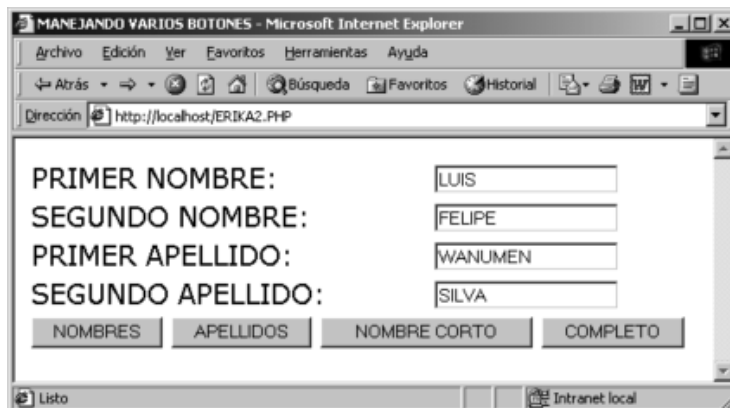 MANEJANDO VARIOS BOTONES - Microsoft Internet Explorer
Archivo Edición Ver Favoritos Herramientas Ayuda
Atrás Búsqueda Favoritos Historial
Dirección http://localhost/ERIKA2.PHP
PRIMER NOMBRE: LUIS
SEGUNDO NOMBRE: FELIPE
PRIMER APELLIDO: WANUMEN
SEGUNDO APELLIDO: SILVA
NOMBRES APELLIDOS NOMBRE CORTO COMPLETO
Listo Intranet local